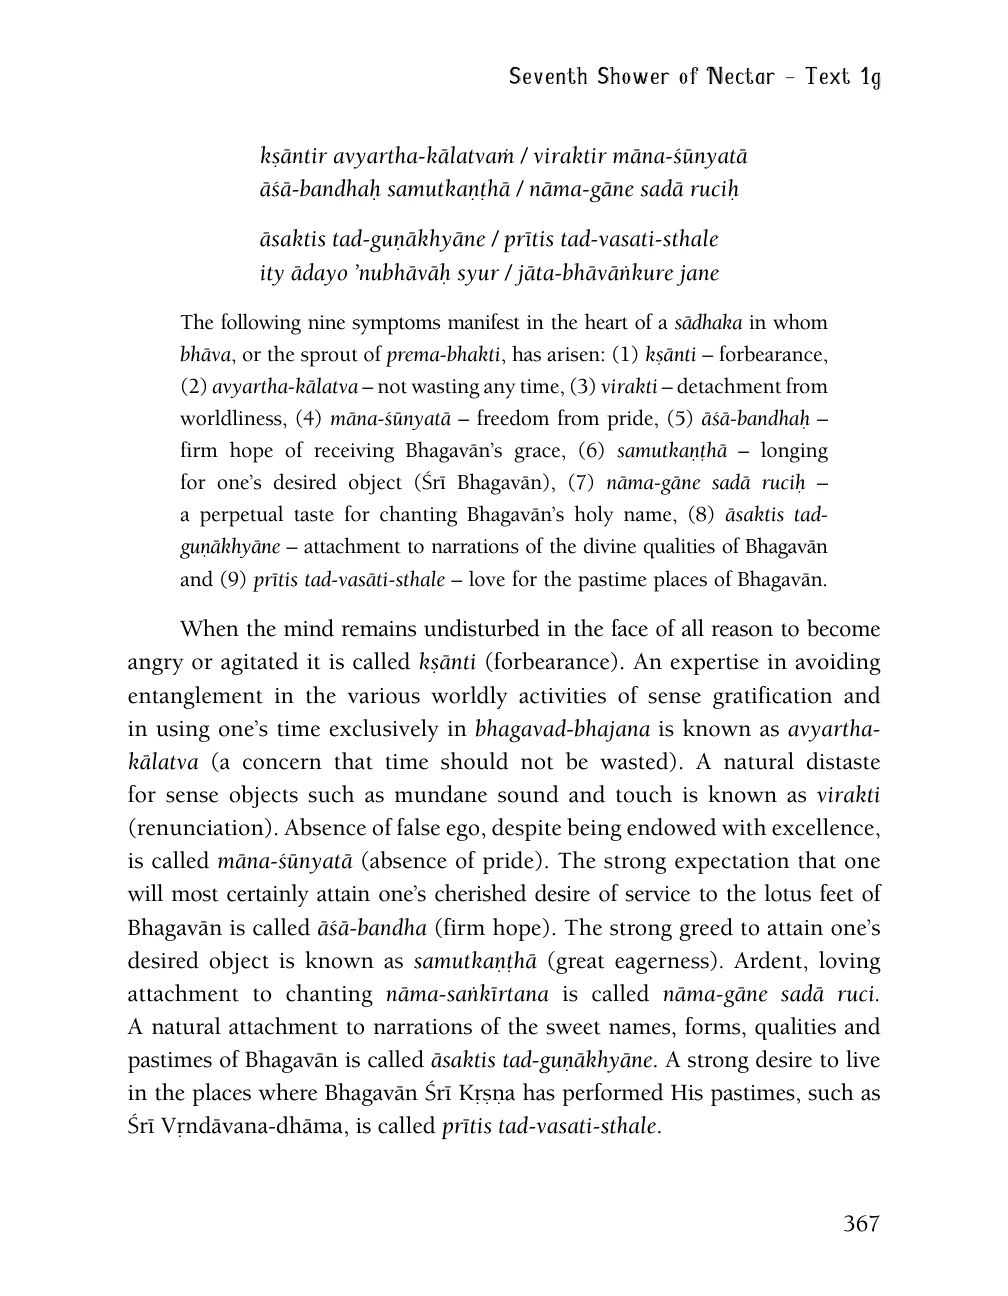 Seventh Shower of Nectar – Text 1g
kṣāntir avyartha-kālatvaṁ / viraktir māna-śūnyatā
āśā-bandhaḥ samutkaṇṭhā / nāma-gāne sadā ruciḥ
āsaktis tad-guṇākhyāne / prītis tad-vasati-sthale
ity ādayo ’nubhāvāḥ syur / jāta-bhāvāṅkure jane
The following nine symptoms manifest in the heart of a sādhaka in whom
bhāva, or the sprout of prema-bhakti, has arisen: (1) kṣānti – forbearance,
(2) avyartha-kālatva – not wasting any time, (3) virakti – detachment from
worldliness, (4) māna-śūnyatā – freedom from pride, (5) āśā-bandhaḥ –
firm hope of receiving Bhagavān’s grace, (6) samutkaṇṭhā – longing
for one’s desired object (Śrī Bhagavān), (7) nāma-gāne sadā ruciḥ –
a perpetual taste for chanting Bhagavān’s holy name, (8) āsaktis tad-
guṇākhyāne – attachment to narrations of the divine qualities of Bhagavān
and (9) prītis tad-vasāti-sthale – love for the pastime places of Bhagavān.
When the mind remains undisturbed in the face of all reason to become
angry or agitated it is called kṣānti (forbearance). An expertise in avoiding
entanglement in the various worldly activities of sense gratification and
in using one’s time exclusively in bhagavad-bhajana is known as avyartha-
kālatva (a concern that time should not be wasted). A natural distaste
for sense objects such as mundane sound and touch is known as virakti
(renunciation). Absence of false ego, despite being endowed with excellence,
is called māna-śūnyatā (absence of pride). The strong expectation that one
will most certainly attain one’s cherished desire of service to the lotus feet of
Bhagavān is called āśā-bandha (firm hope). The strong greed to attain one’s
desired object is known as samutkaṇṭhā (great eagerness). Ardent, loving
attachment to chanting nāma-saṅkīrtana is called nāma-gāne sadā ruci.
A natural attachment to narrations of the sweet names, forms, qualities and
pastimes of Bhagavān is called āsaktis tad-guṇākhyāne. A strong desire to live
in the places where Bhagavān Śrī Kṛṣṇa has performed His pastimes, such as
Śrī Vṛndāvana-dhāma, is called prītis tad-vasati-sthale.
367